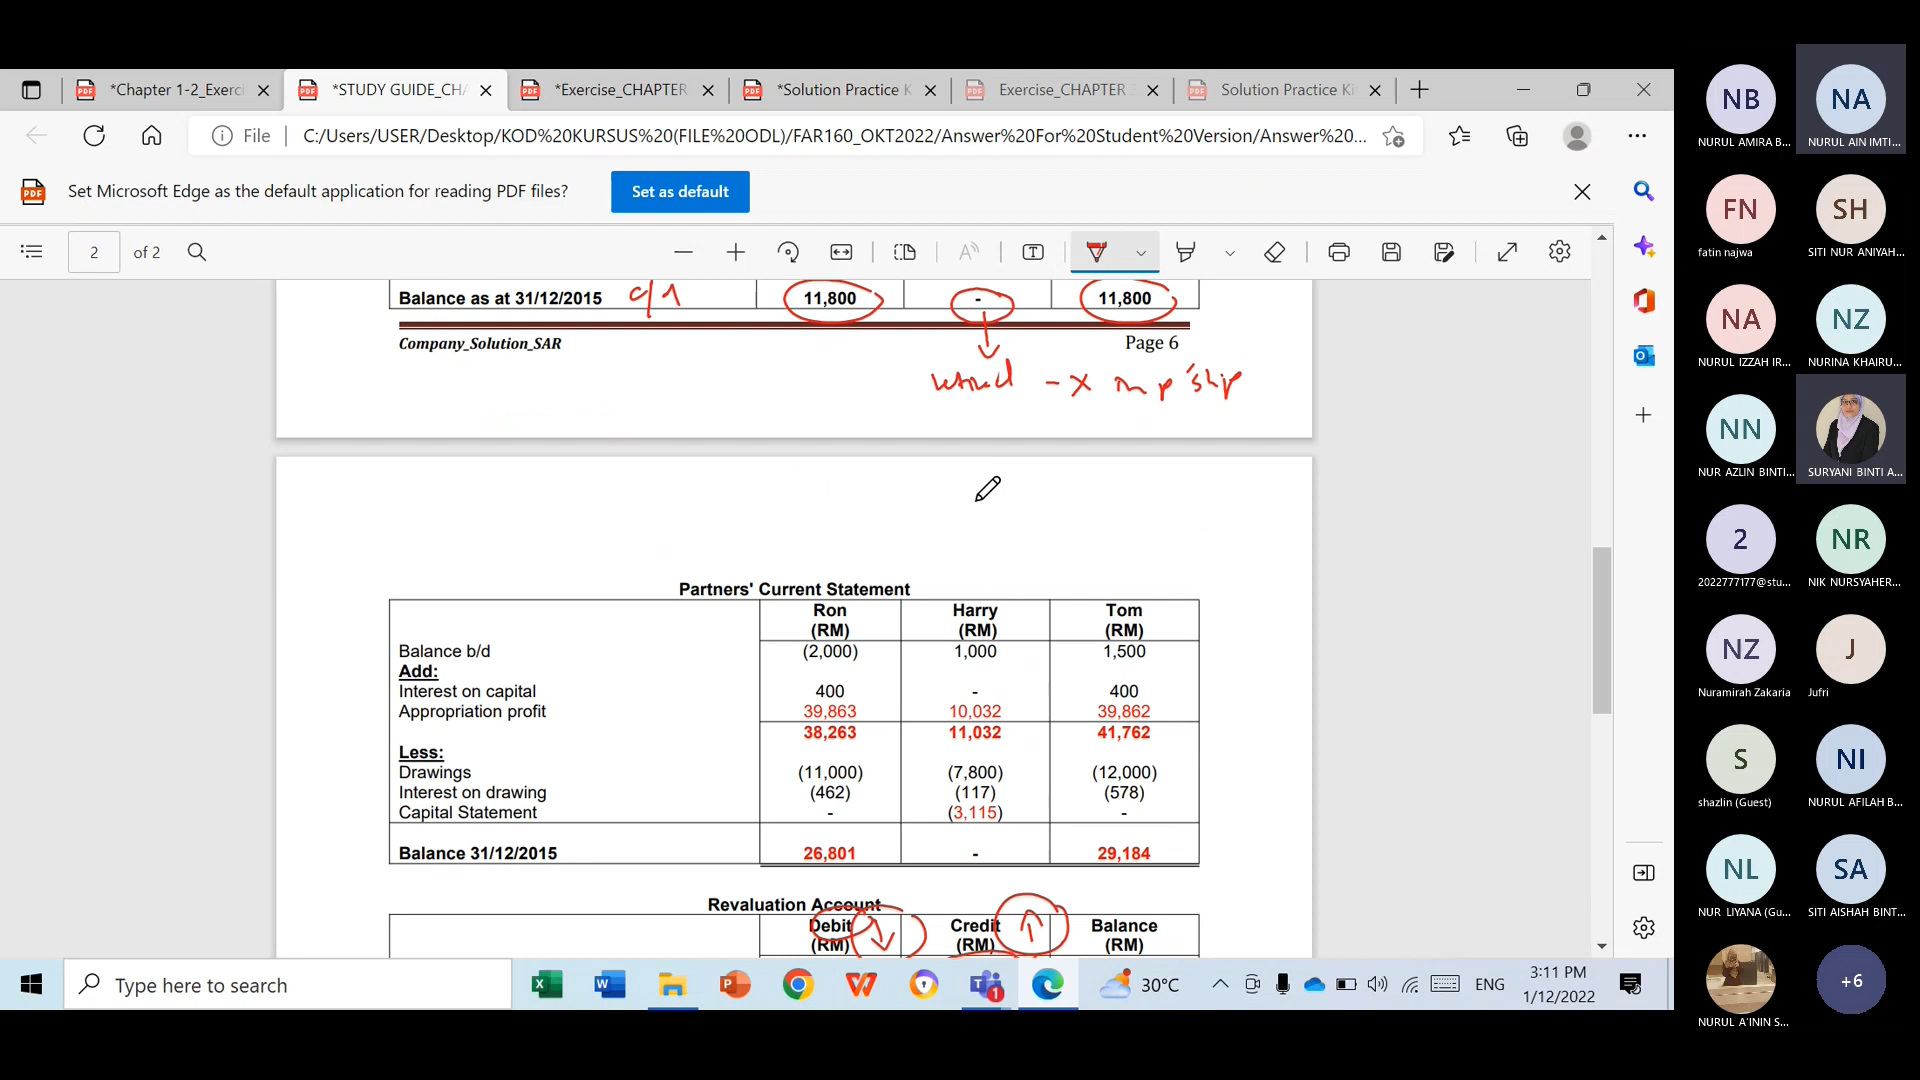 *Chapter 1-2_Exerci
*STUDY GUIDE_CHA
*Exercise_CHAPTER
*Solution Practice K
Exercise_CHAPTER
Solution Practice Ki
File
C:/Users/USER/Desktop/KOD%20KURSUS%20(FILE%20ODL)/FAR160_OKT2022/Answer%20For%20Student%20Version/Answer%20...
Set Microsoft Edge as the default application for reading PDF files?
Set as default
2 of 2
Balance as at 31/12/2015 11,800 - 11,800
Company_Solution_SAR Page 6
- X in p'ship
Partners' Current Statement
Ron Harry Tom
(RM) (RM) (RM)
Balance b/d (2,000) 1,000 1,500
Add:
Interest on capital 400 - 400
Appropriation profit 39,863 10,032 39,862
38,263 11,032 41,762
Less:
Drawings (11,000) (7,800) (12,000)
Interest on drawing (462) (117) (578)
Capital Statement - (3,115) -
Balance 31/12/2015 26,801 - 29,184
Revaluation Account
Debit Credit Balance
(RM) (RM) (RM)
Type here to search
30°C
ENG
3:11 PM
1/12/2022
NB NA
NURUL AMIRA B... NURUL AIN IMTI...
FN SH
fatin najwa SITI NUR ANIYAH...
NA NZ
NURUL IZZAH IR... NURINA KHAIRU...
NN
NUR AZLIN BINTI... SURYANI BINTI A...
2 NR
2022777177@stu... NIK NURSYAHER...
NZ J
Nuramirah Zakaria Jufri
S NI
shazlin (Guest) NURUL AFILAH B...
NL SA
NUR LIYANA (Gu... SITI AISHAH BINT...
+6
NURUL A'ININ S...